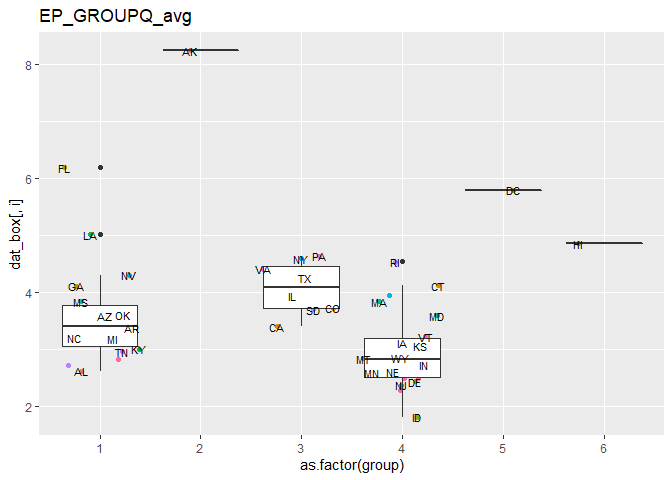 EP_GROUPQ_avg
dat_box[, i]
8
6
4
2
AK
FL
DC
LA
HI
GA NV
MS
AZ OK
AR
NC MI
TN KY
AL
VA NY PA
TX
IL
SD CO
CA
RI
CT
MA
MD
VT
IA KS
MT WY
MN NE IN
NJ DE
ID
1 2 3 4 5 6
as.factor(group)